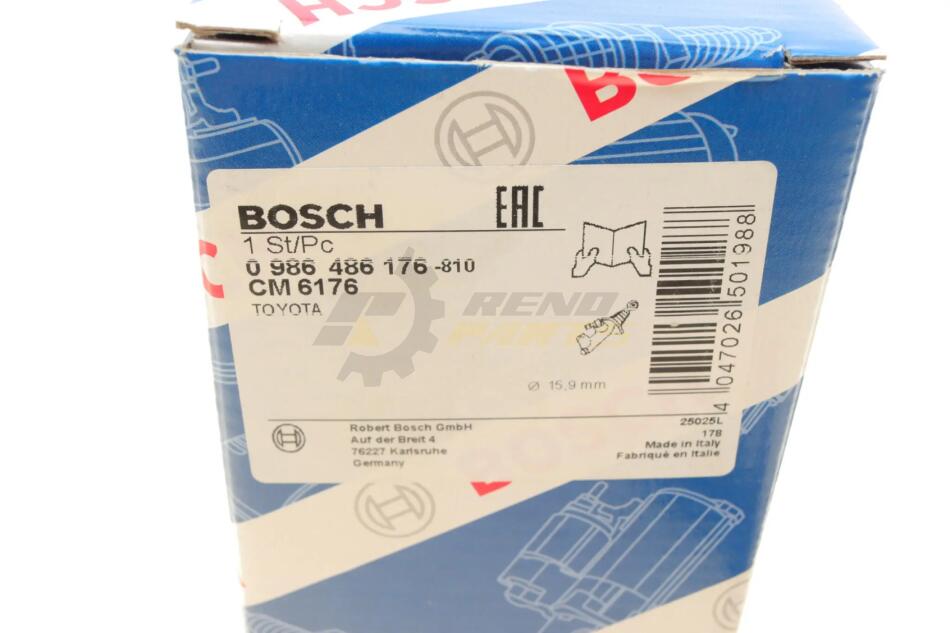 BOSCH
BOSCH
BOSCH
EAC
1 St/Pc
0 986 486 176 -810
CM 6176
TOYOTA
RENO
PARTS
Ø 15,9 mm
4 047026 501988
Robert Bosch GmbH
Auf der Breit 4
76227 Karlsruhe
Germany
25025L
178
Made in Italy
Fabriqué en Italie